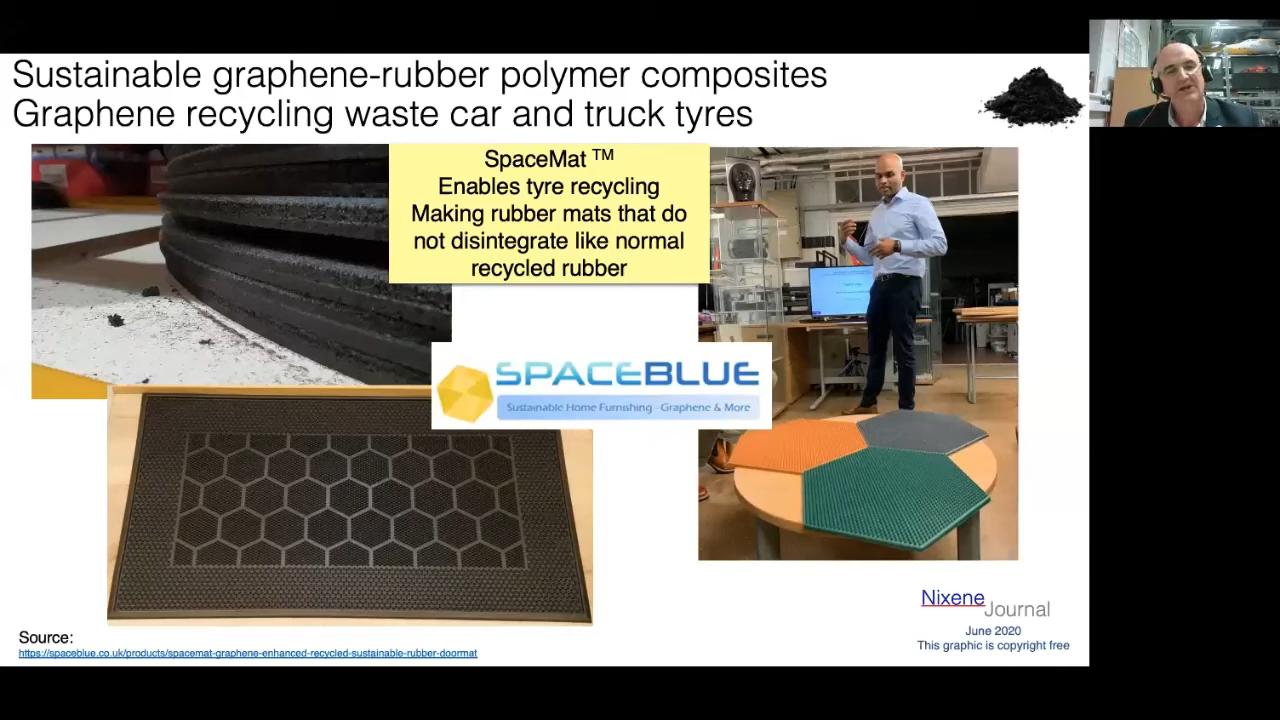 Sustainable graphene-rubber polymer composites
Graphene recycling waste car and truck tyres
SpaceMat TM
Enables tyre recycling
Making rubber mats that do
not disintegrate like normal
recycled rubber
SPACEBLUE
Sustainable Home Furnishing - Graphene & More
Nixene
Journal
June 2020
This graphic is copyright free
Source:
https://spaceblue.co.uk/products/spacemat-graphene-enhanced-recycled-sustainable-rubber-doormat